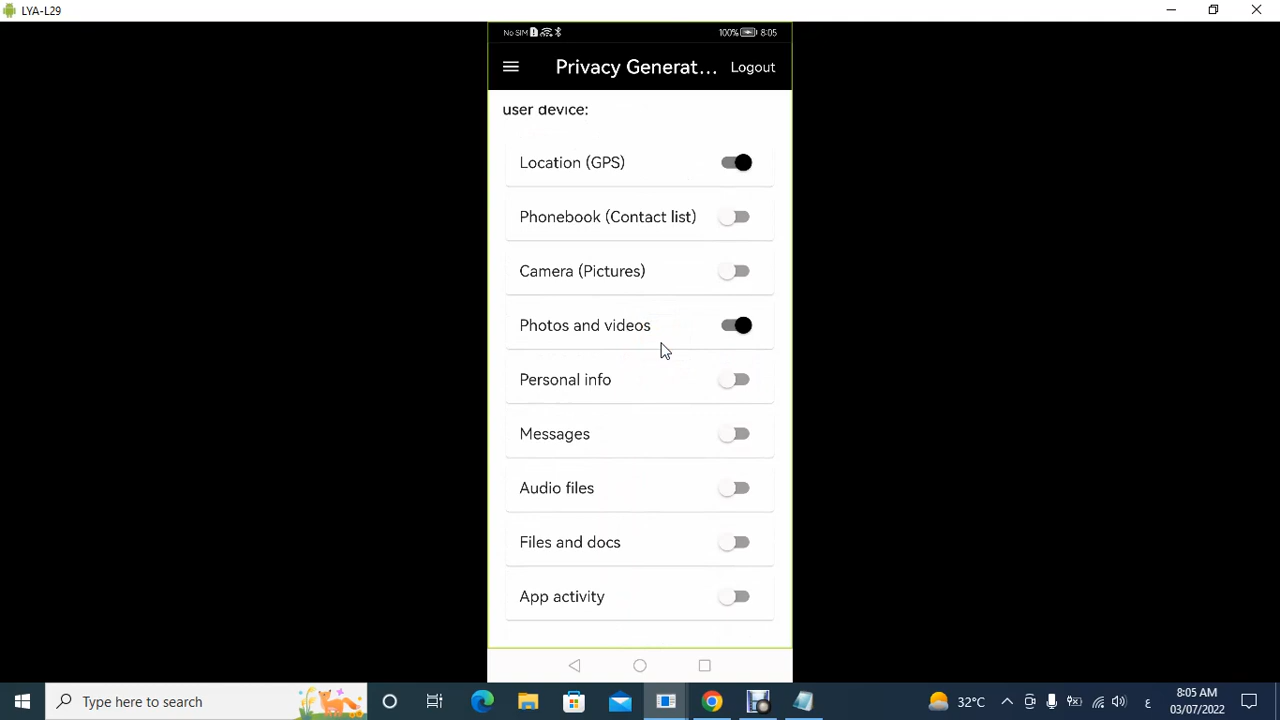 LYA-L29
No SIM 100% 8:05
Privacy Generat... Logout
user device:
Location (GPS)
Phonebook (Contact list)
Camera (Pictures)
Photos and videos
Personal info
Messages
Audio files
Files and docs
App activity
Type here to search
32°C ع 8:05 AM
03/07/2022